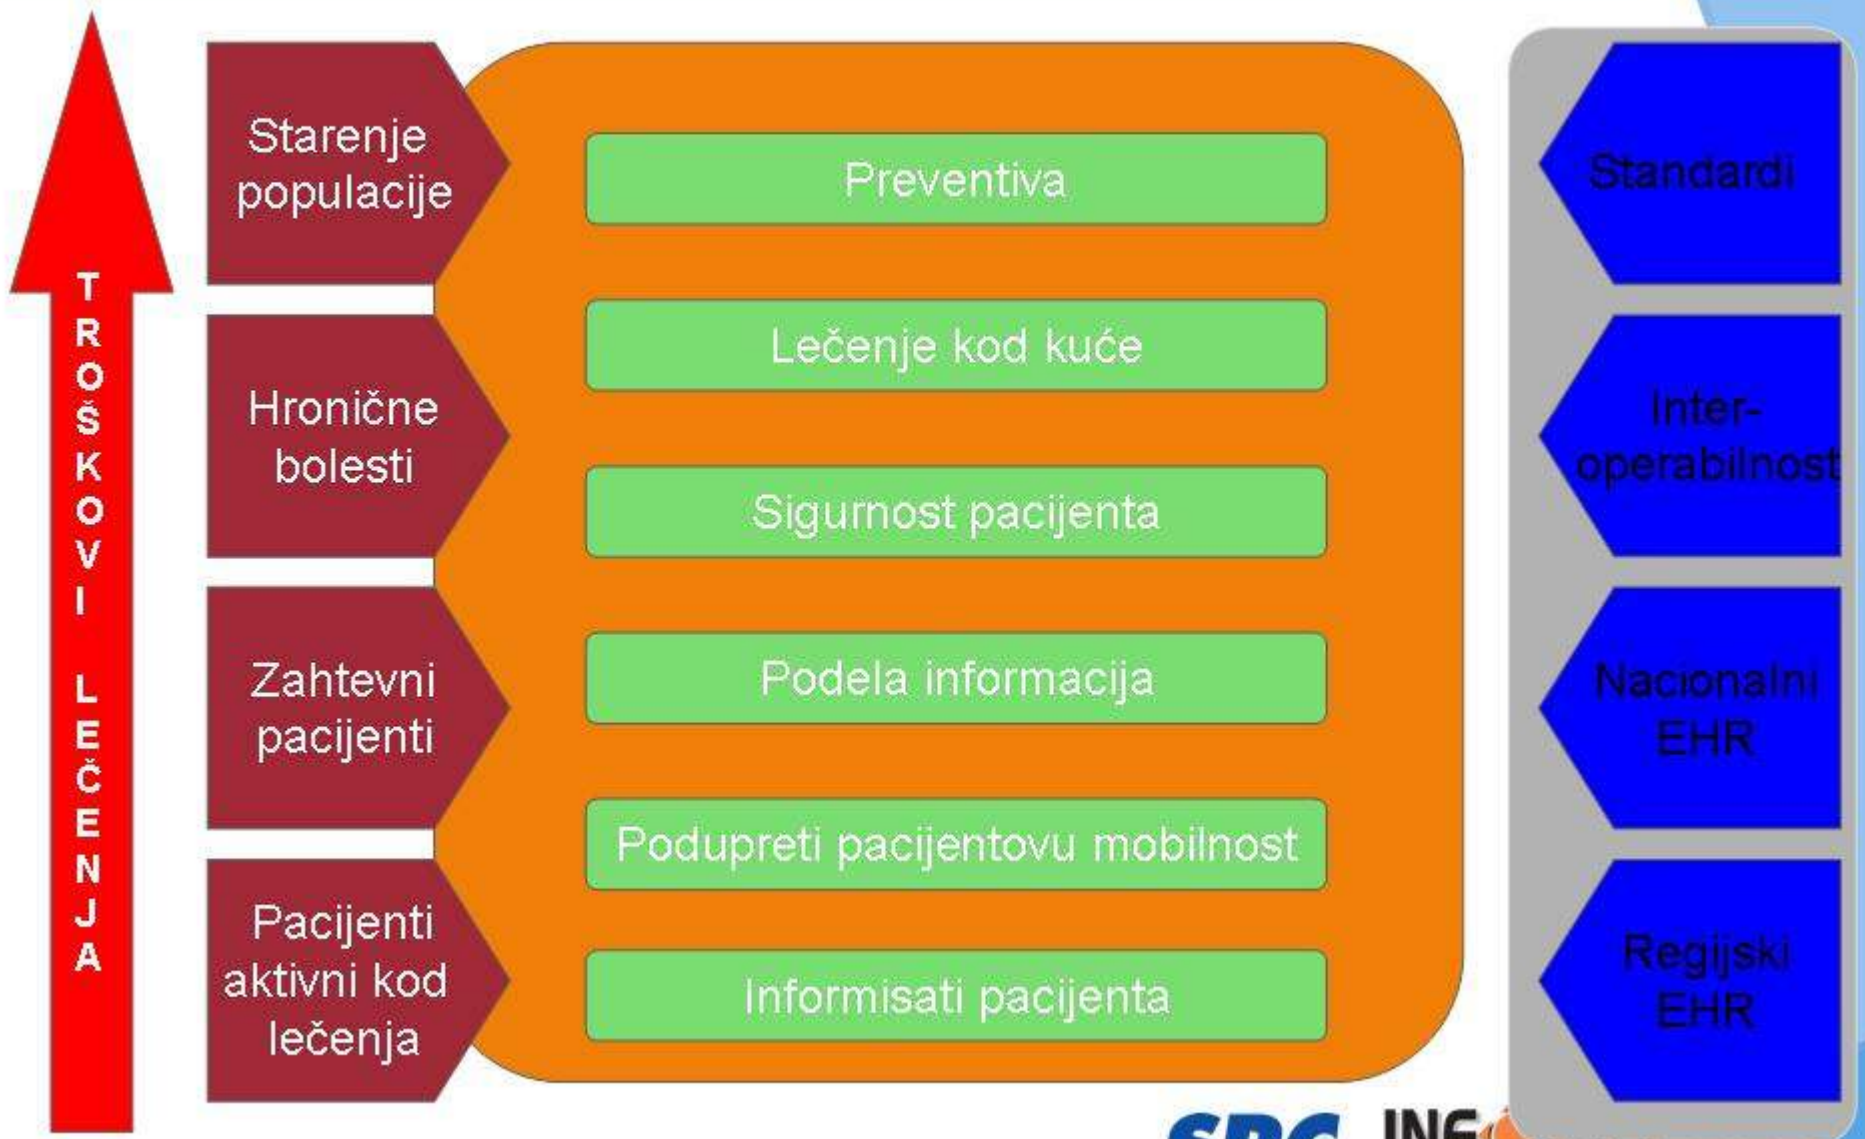 TROŠKOVI LEČENJA
Starenje
populacije
Hronične
bolesti
Zahtevni
pacijenti
Pacijenti
aktivni kod
lečenja
Preventiva
Lečenje kod kuće
Sigurnost pacijenta
Podela informacija
Podupreti pacijentovu mobilnost
Informisati pacijenta
Standardi
Inter-
operabilnost
Nacionalni
EHR
Regijski
EHR